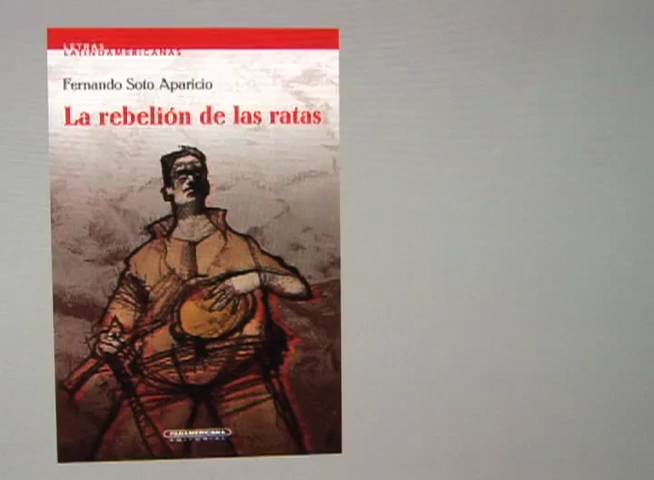 LETRAS
LATINOAMERICANAS
Fernando Soto Aparicio
La rebelión de las ratas
PANAMERICANA
EDITORIAL